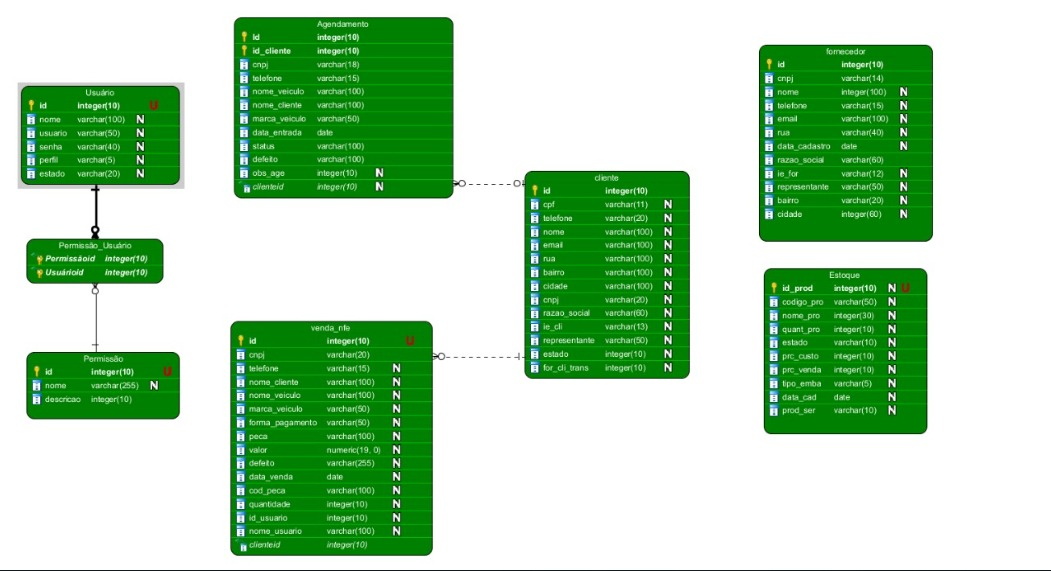 Usuário
id integer(10) U
nome varchar(100) N
usuario varchar(50) N
senha varchar(40) N
perfil varchar(5) N
estado varchar(20) N
Permissão_Usuário
Permissãoid integer(10)
Usuárioid integer(10)
Permissão
id integer(10) U
nome varchar(255) N
descricao integer(10)
Agendamento
Id integer(10)
id_cliente integer(10)
cnpj varchar(18)
telefone varchar(15)
nome_veiculo varchar(100)
nome_cliente varchar(100)
marca_veiculo varchar(50)
data_entrada date
status varchar(100)
defeito varchar(100)
obs_age integer(10) N
clienteid integer(10) N
venda_nfe
id integer(10) U
cnpj varchar(20)
telefone varchar(15) N
nome_cliente varchar(100) N
nome_veiculo varchar(100) N
marca_veiculo varchar(50) N
forma_pagamento varchar(50) N
peca varchar(100) N
valor numeric(19, 0) N
defeito varchar(255) N
data_venda date N
cod_peca varchar(100) N
quantidade integer(10) N
id_usuario integer(10) N
nome_usuario varchar(100) N
clienteid integer(10)
cliente
id integer(10)
cpf varchar(11) N
telefone varchar(20) N
nome varchar(100) N
email varchar(100) N
rua varchar(100) N
bairro varchar(100) N
cidade varchar(100) N
cnpj varchar(20) N
razao_social varchar(60) N
ie_cli varchar(13) N
representante varchar(50) N
estado integer(10) N
for_cli_trans integer(10) N
fornecedor
id integer(10)
cnpj varchar(14)
nome integer(100) N
telefone varchar(15) N
email varchar(100) N
rua varchar(40) N
data_cadastro date N
razao_social varchar(60)
ie_for varchar(12) N
representante varchar(50) N
bairro varchar(20) N
cidade integer(60) N
Estoque
id_prod integer(10) N U
codigo_pro varchar(50) N
nome_pro integer(30) N
quant_pro integer(10) N
estado varchar(10) N
prc_custo integer(10) N
prc_venda integer(10) N
tipo_emba varchar(5) N
data_cad date N
prod_ser varchar(10) N